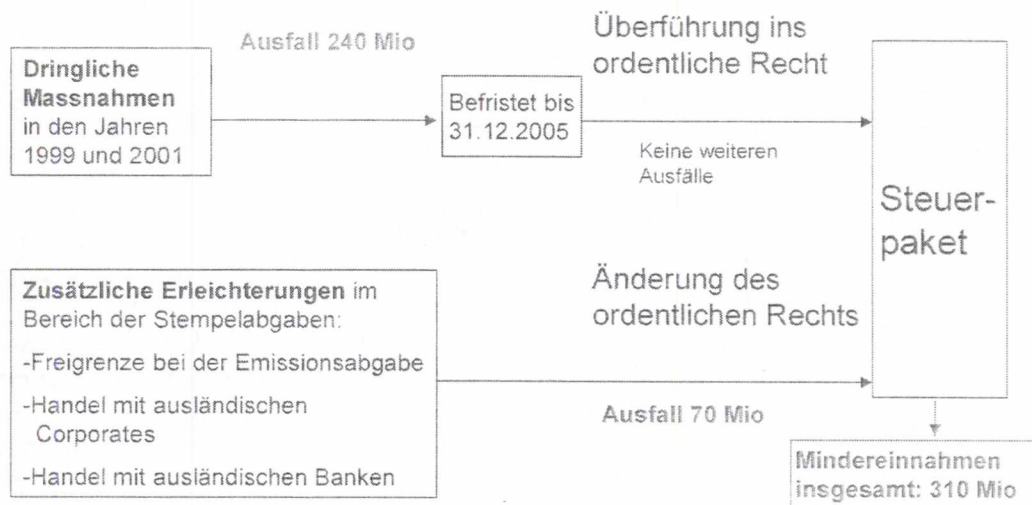 Ausfall 240 Mio
Überführung ins
ordentliche Recht
Dringliche
Massnahmen
in den Jahren
1999 und 2001
Befristet bis
31.12.2005
Keine weiteren
Ausfälle
Steuer-
paket
Zusätzliche Erleichterungen im
Bereich der Stempelabgaben:
-Freigrenze bei der Emissionsabgabe
-Handel mit ausländischen
Corporates
-Handel mit ausländischen Banken
Änderung des
ordentlichen Rechts
Ausfall 70 Mio
Mindereinnahmen
insgesamt: 310 Mio